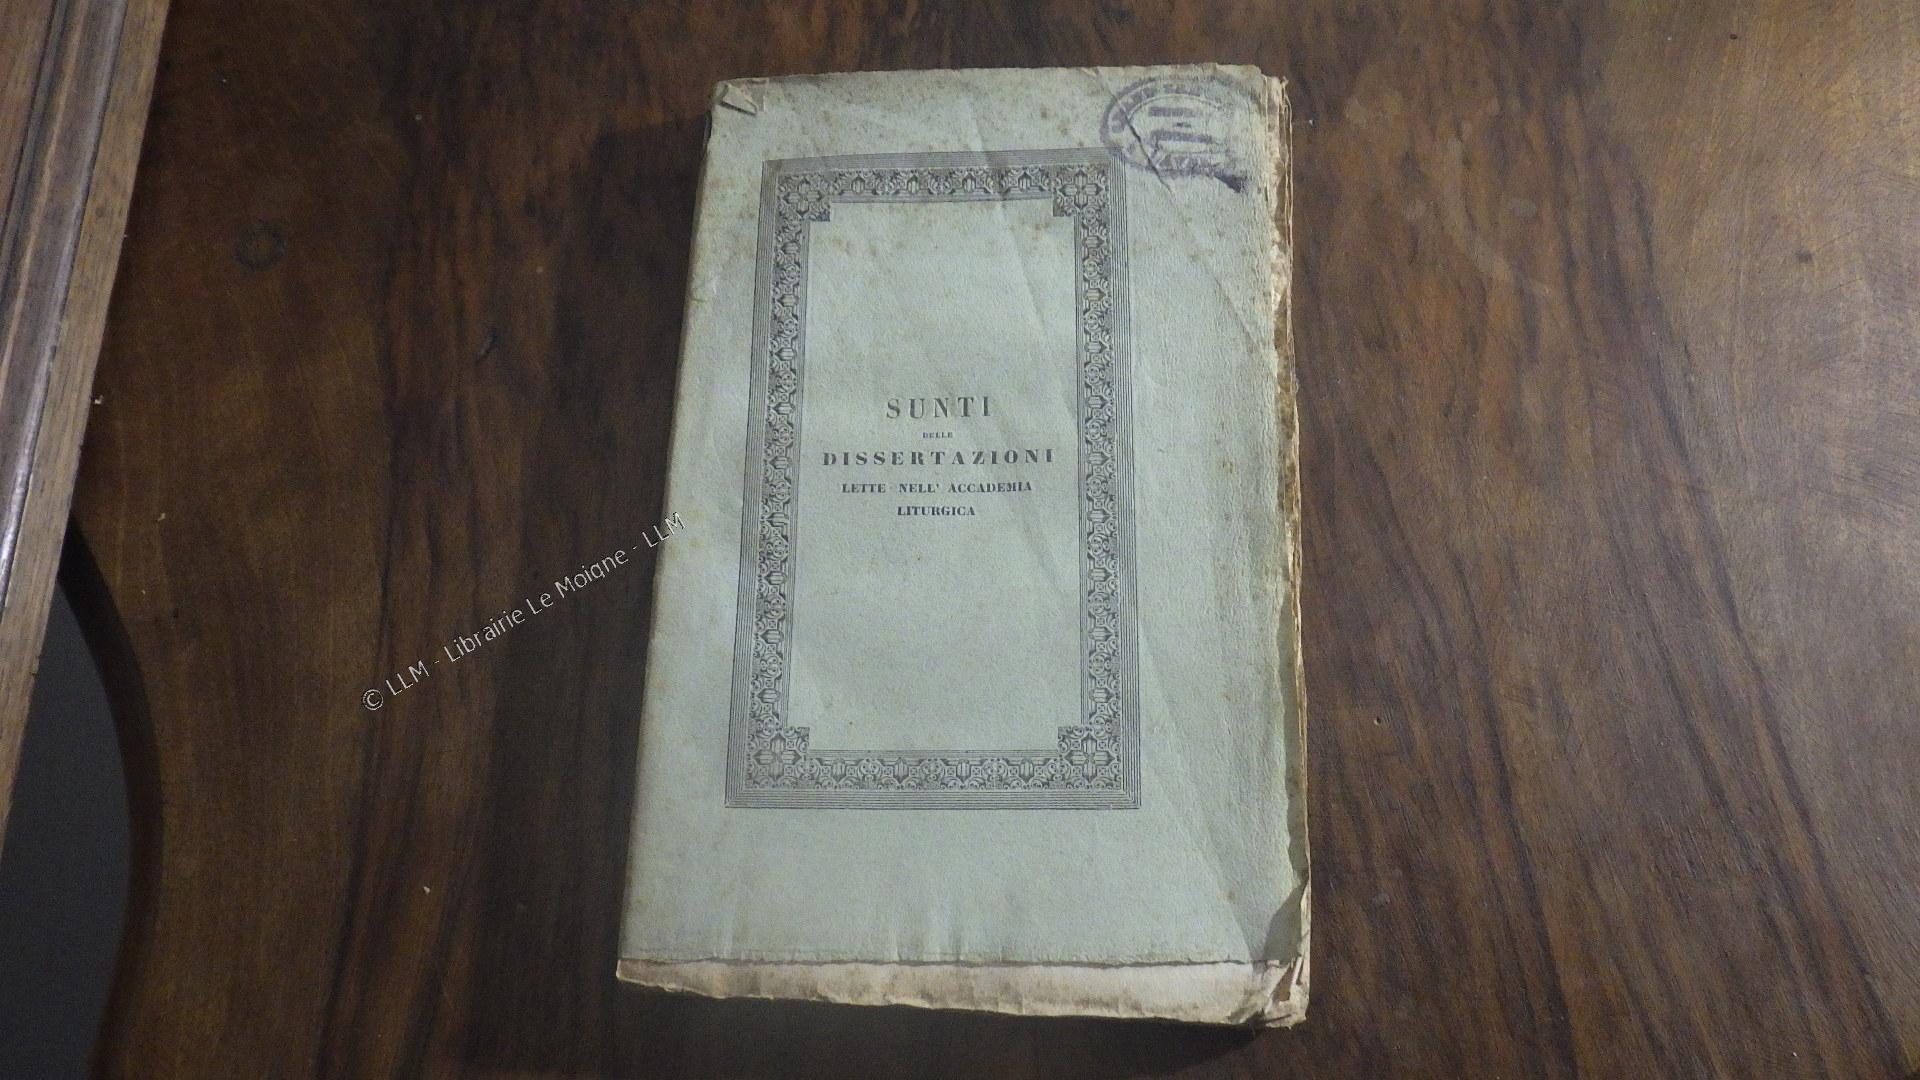 SUNTI
DELLE
DISSERTAZIONI
LETTE NELL' ACCADEMIA
LITURGICA
© LLM - Librairie Le Moigne - LLM